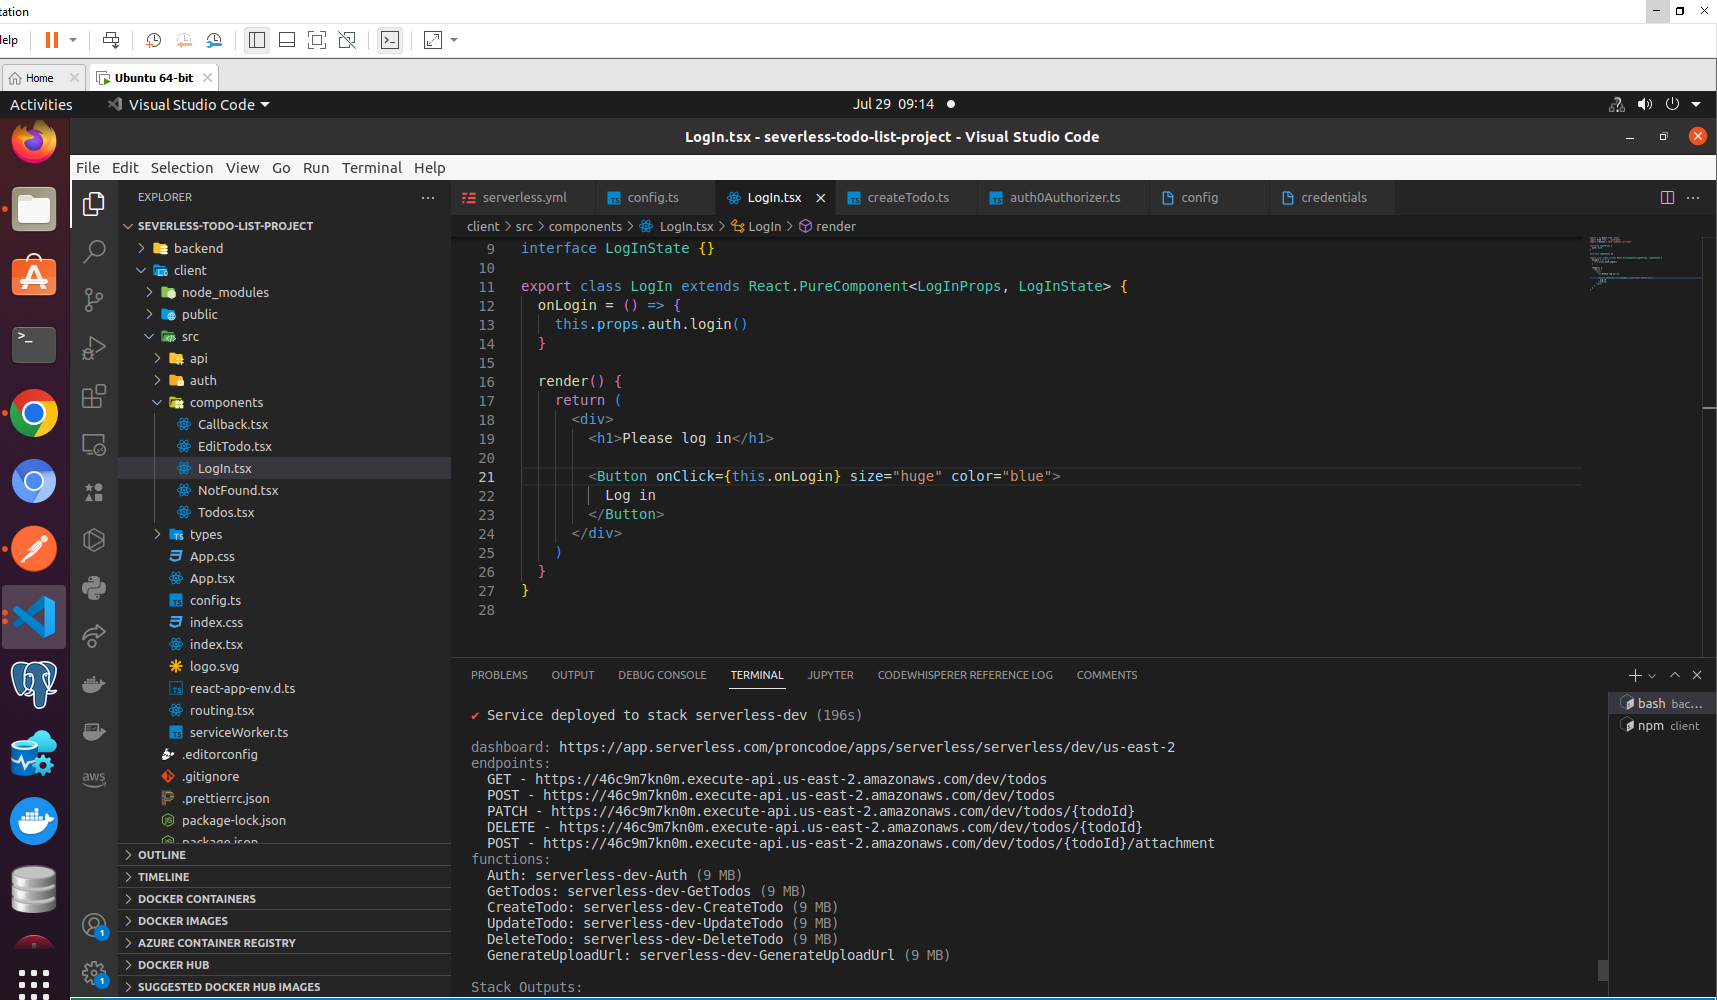 tation
elp
Home
Ubuntu 64-bit
Activities
Visual Studio Code
Jul 29 09:14
LogIn.tsx - severless-todo-list-project - Visual Studio Code
File Edit Selection View Go Run Terminal Help
EXPLORER
SEVERLESS-TODO-LIST-PROJECT
backend
client
node_modules
public
src
api
auth
components
Callback.tsx
EditTodo.tsx
LogIn.tsx
NotFound.tsx
Todos.tsx
types
App.css
App.tsx
config.ts
index.css
index.tsx
logo.svg
react-app-env.d.ts
routing.tsx
serviceWorker.ts
.editorconfig
.gitignore
.prettierrc.json
package-lock.json
package.json
OUTLINE
TIMELINE
DOCKER CONTAINERS
DOCKER IMAGES
AZURE CONTAINER REGISTRY
DOCKER HUB
SUGGESTED DOCKER HUB IMAGES
aws
1
1
serverless.yml
config.ts
LogIn.tsx
createTodo.ts
auth0Authorizer.ts
config
credentials
client > src > components > LogIn.tsx > LogIn > render
9 interface LogInState {}
10
11 export class LogIn extends React.PureComponent<LogInProps, LogInState> {
12 onLogin = () => {
13 this.props.auth.login()
14 }
15
16 render() {
17 return (
18 <div>
19 <h1>Please log in</h1>
20
21 <Button onClick={this.onLogin} size="huge" color="blue">
22 Log in
23 </Button>
24 </div>
25 )
26 }
27 }
28
PROBLEMS OUTPUT DEBUG CONSOLE TERMINAL JUPYTER CODEWHISPERER REFERENCE LOG COMMENTS
✔ Service deployed to stack serverless-dev (196s)
dashboard: https://app.serverless.com/proncodoe/apps/serverless/serverless/dev/us-east-2
endpoints:
GET - https://46c9m7kn0m.execute-api.us-east-2.amazonaws.com/dev/todos
POST - https://46c9m7kn0m.execute-api.us-east-2.amazonaws.com/dev/todos
PATCH - https://46c9m7kn0m.execute-api.us-east-2.amazonaws.com/dev/todos/{todoId}
DELETE - https://46c9m7kn0m.execute-api.us-east-2.amazonaws.com/dev/todos/{todoId}
POST - https://46c9m7kn0m.execute-api.us-east-2.amazonaws.com/dev/todos/{todoId}/attachment
functions:
Auth: serverless-dev-Auth (9 MB)
GetTodos: serverless-dev-GetTodos (9 MB)
CreateTodo: serverless-dev-CreateTodo (9 MB)
UpdateTodo: serverless-dev-UpdateTodo (9 MB)
DeleteTodo: serverless-dev-DeleteTodo (9 MB)
GenerateUploadUrl: serverless-dev-GenerateUploadUrl (9 MB)
Stack Outputs:
bash bac...
npm client